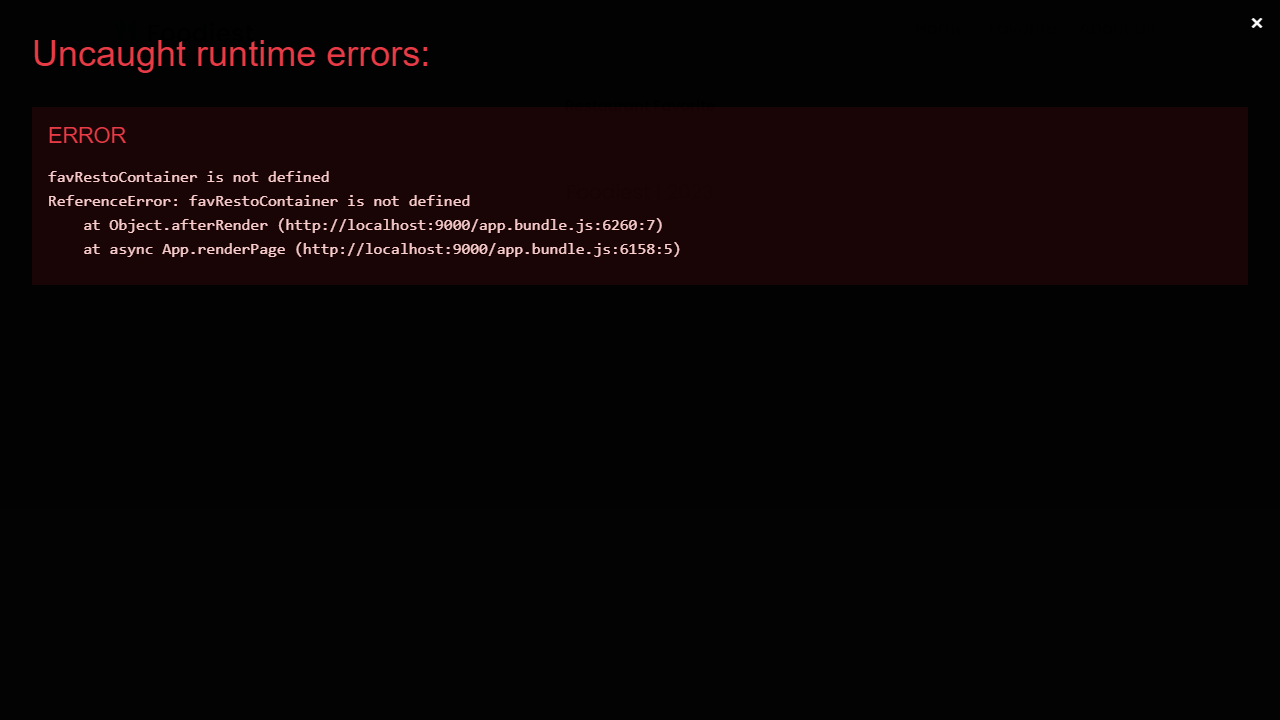 ×
Uncaught runtime errors:
ERROR
favRestoContainer is not defined
ReferenceError: favRestoContainer is not defined
    at Object.afterRender (http://localhost:9000/app.bundle.js:6260:7)
    at async App.renderPage (http://localhost:9000/app.bundle.js:6158:5)